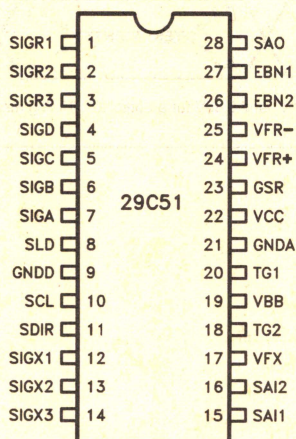 SIGR1 1 28 SAO
SIGR2 2 27 EBN1
SIGR3 3 26 EBN2
SIGD 4 25 VFR-
SIGC 5 24 VFR+
SIGB 6 23 GSR
29C51
SIGA 7 22 VCC
SLD 8 21 GNDA
GNDD 9 20 TG1
SCL 10 19 VBB
SDIR 11 18 TG2
SIGX1 12 17 VFX
SIGX2 13 16 SAI2
SIGX3 14 15 SAI1